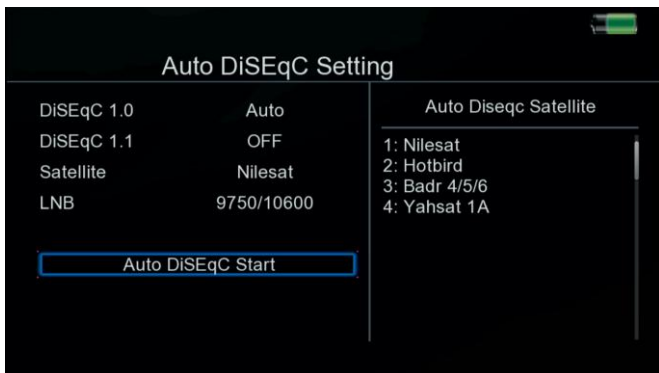 Auto DiSEqC Setting
DiSEqC 1.0 Auto
DiSEqC 1.1 OFF
Satellite Nilesat
LNB 9750/10600
Auto DiSEqC Start
Auto Diseqc Satellite
1: Nilesat
2: Hotbird
3: Badr 4/5/6
4: Yahsat 1A